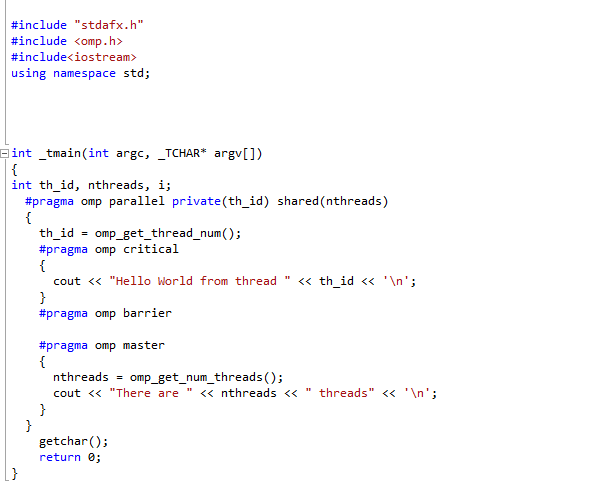 #include "stdafx.h"
#include <omp.h>
#include<iostream>
using namespace std;
int _tmain(int argc, _TCHAR* argv[])
{
int th_id, nthreads, i;
#pragma omp parallel private(th_id) shared(nthreads)
{
th_id = omp_get_thread_num();
#pragma omp critical
{
cout << "Hello World from thread " << th_id << '\n';
}
#pragma omp barrier
#pragma omp master
{
nthreads = omp_get_num_threads();
cout << "There are " << nthreads << " threads" << '\n';
}
}
getchar();
return 0;
}